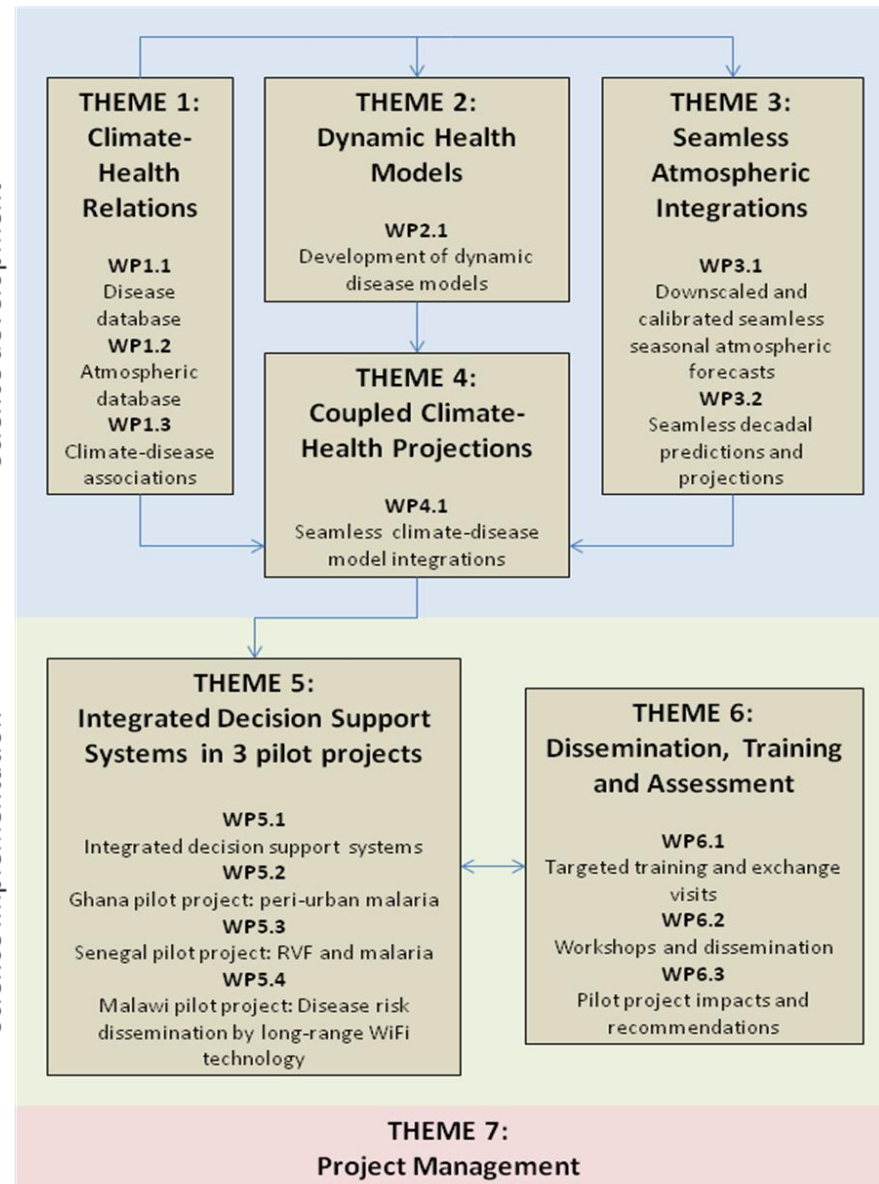 THEME 1:
Climate-
Health
Relations
WP1.1
Disease
database
WP1.2
Atmospheric
database
WP1.3
Climate-disease
associations
THEME 2:
Dynamic Health
Models
WP2.1
Development of dynamic
disease models
THEME 3:
Seamless
Atmospheric
Integrations
WP3.1
Downscaled and
calibrated seamless
seasonal atmospheric
forecasts
WP3.2
Seamless decadal
predictions and
projections
THEME 4:
Coupled Climate-
Health Projections
WP4.1
Seamless climate-disease
model integrations
THEME 5:
Integrated Decision Support
Systems in 3 pilot projects
WP5.1
Integrated decision support systems
WP5.2
Ghana pilot project: peri-urban malaria
WP5.3
Senegal pilot project: RVF and malaria
WP5.4
Malawi pilot project: Disease risk
dissemination by long-range WiFi
technology
THEME 6:
Dissemination, Training
and Assessment
WP6.1
Targeted training and exchange
visits
WP6.2
Workshops and dissemination
WP6.3
Pilot project impacts and
recommendations
THEME 7:
Project Management